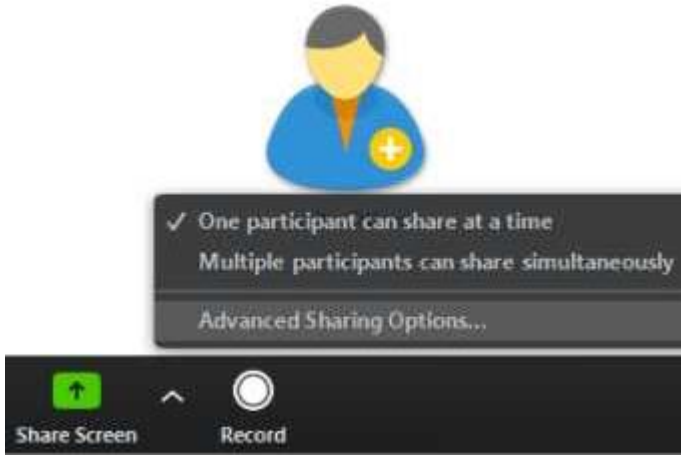 ✓ One participant can share at a time
Multiple participants can share simultaneously
Advanced Sharing Options...
Share Screen
Record